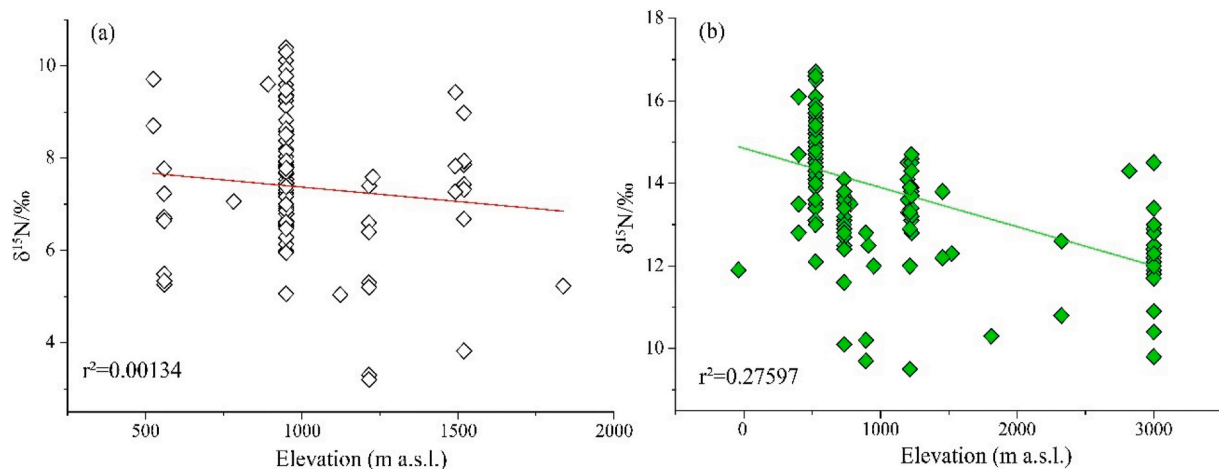 (a)
δ¹⁵N/‰
10
8
6
4
r²=0.00134
500
1000
1500
2000
Elevation (m a.s.l.)
(b)
δ¹⁵N/‰
18
16
14
12
10
r²=0.27597
0
1000
2000
3000
Elevation (m a.s.l.)